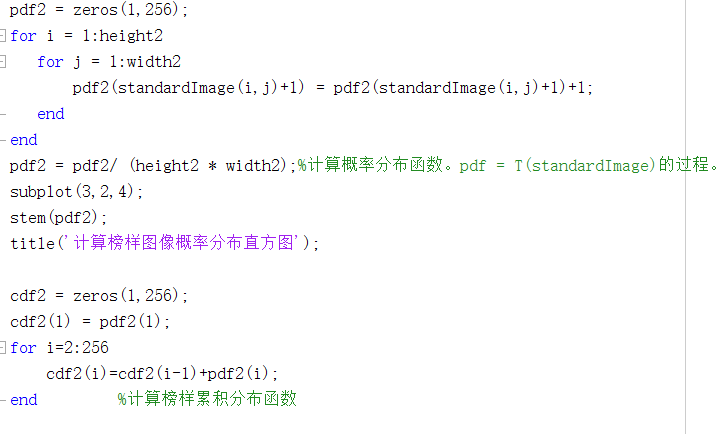 pdf2 = zeros(1,256);
for i = 1:height2
for j = 1:width2
pdf2(standardImage(i,j)+1) = pdf2(standardImage(i,j)+1)+1;
end
end
pdf2 = pdf2/ (height2 * width2);%计算概率分布函数。pdf = T(standardImage)的过程。
subplot(3,2,4);
stem(pdf2);
title('计算榜样图像概率分布直方图');
cdf2 = zeros(1,256);
cdf2(1) = pdf2(1);
for i=2:256
cdf2(i)=cdf2(i-1)+pdf2(i);
end %计算榜样累积分布函数